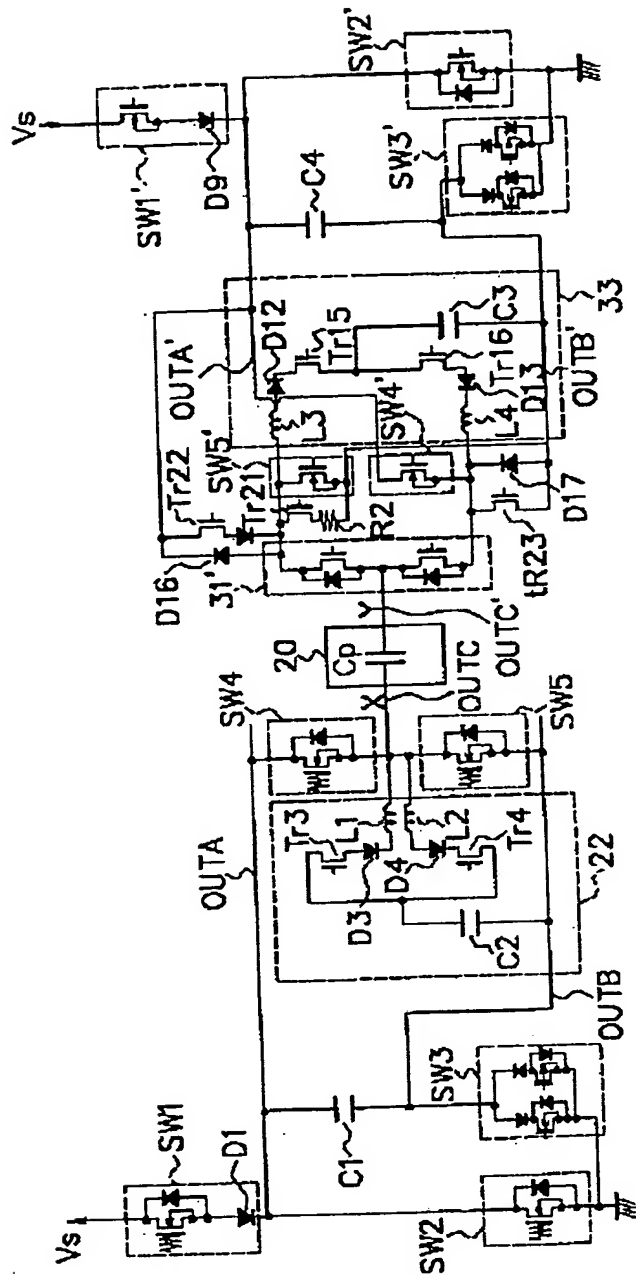 Vs
SW1
D1
SW2
SW3
C1
OUTA
OUTB
C2
D3
Tr3
L1
D4
L2
Tr4
22
SW4
SW5
OUTC
20
Cp
OUTC'
31'
D16
Tr22
Tr21
R2
SW5'
SW4'
tR23
D17
L3
L4
OUTA'
D12
Tr15
Tr16
D13
C3
OUTB'
33
C4
Vs
SW1'
D9
SW2'
SW3'